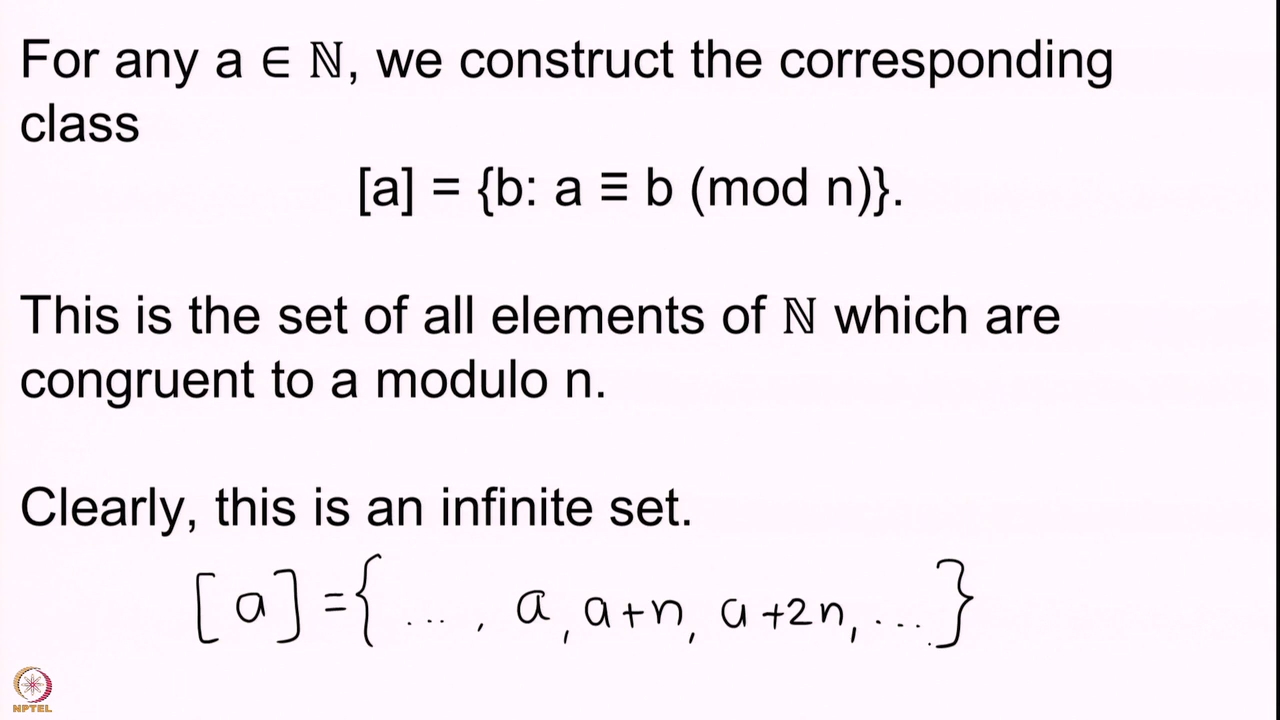 For any a ∈ ℕ, we construct the corresponding
class
[a] = {b: a ≡ b (mod n)}.
This is the set of all elements of ℕ which are
congruent to a modulo n.
Clearly, this is an infinite set.
[a] = { ... , a, a+n, a+2n, ... }
NPTEL